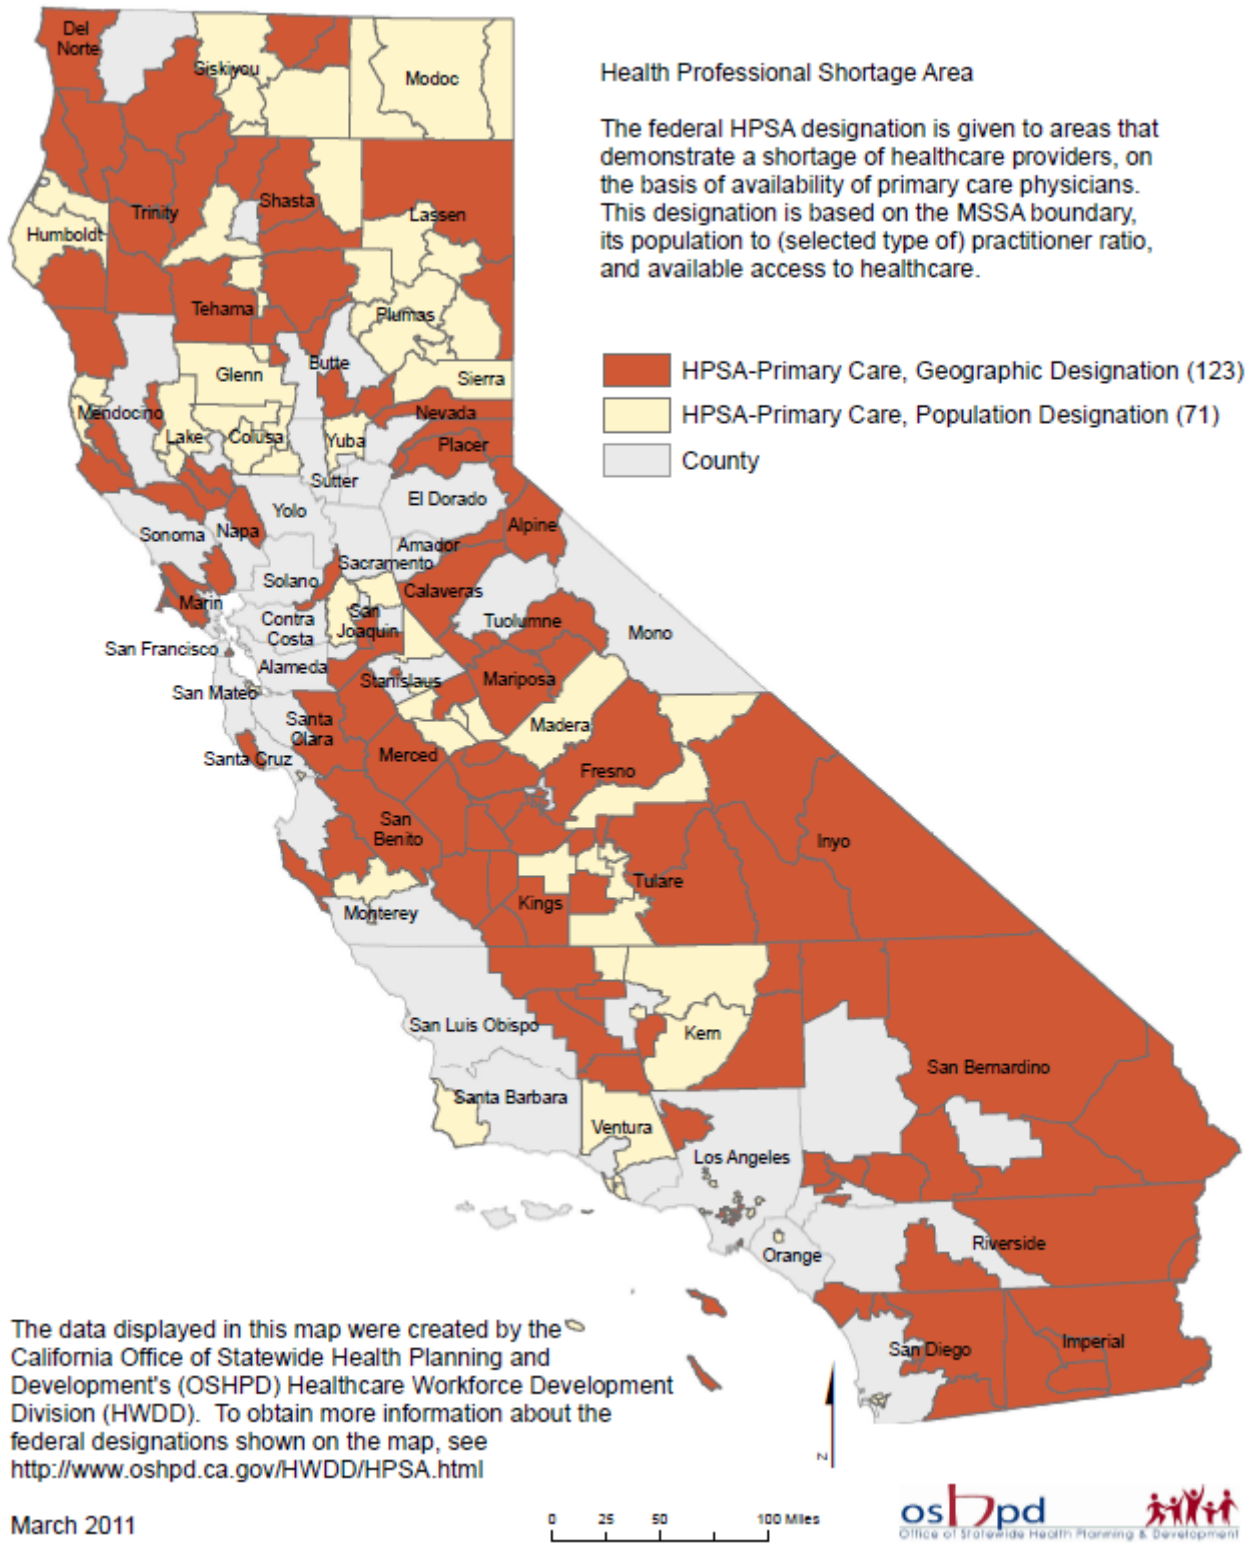 Health Professional Shortage Area
The federal HPSA designation is given to areas that
demonstrate a shortage of healthcare providers, on
the basis of availability of primary care physicians.
This designation is based on the MSSA boundary,
its population to (selected type of) practitioner ratio,
and available access to healthcare.
HPSA-Primary Care, Geographic Designation (123)
HPSA-Primary Care, Population Designation (71)
County
Del
Norte
Siskiyou
Modoc
Trinity
Shasta
Lassen
Humboldt
Tehama
Plumas
Butte
Glenn
Sierra
Mendocino
Nevada
Lake
Colusa
Yuba
Placer
Sutter
El Dorado
Yolo
Sonoma
Napa
Alpine
Amador
Sacramento
Solano
Calaveras
Marin
Contra
Costa
San
Joaquin
Tuolumne
Mono
San Francisco
Alameda
Stanislaus
Mariposa
San Mateo
Santa
Clara
Madera
Santa Cruz
Merced
Fresno
San
Benito
Inyo
Tulare
Kings
Monterey
San Luis Obispo
Kern
San Bernardino
Santa Barbara
Ventura
Los Angeles
Orange
Riverside
San Diego
Imperial
The data displayed in this map were created by the
California Office of Statewide Health Planning and
Development's (OSHPD) Healthcare Workforce Development
Division (HWDD). To obtain more information about the
federal designations shown on the map, see
http://www.oshpd.ca.gov/HWDD/HPSA.html
March 2011
N
0 25 50 100 Miles
oshpd
Office of Statewide Health Planning & Development